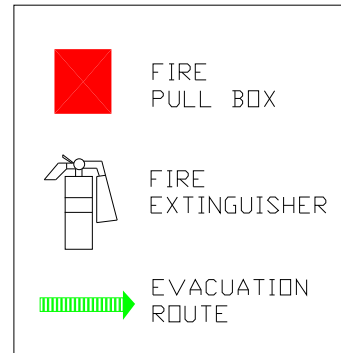 FIRE
PULL BOX
FIRE
EXTINGUISHER
EVACUATION
ROUTE